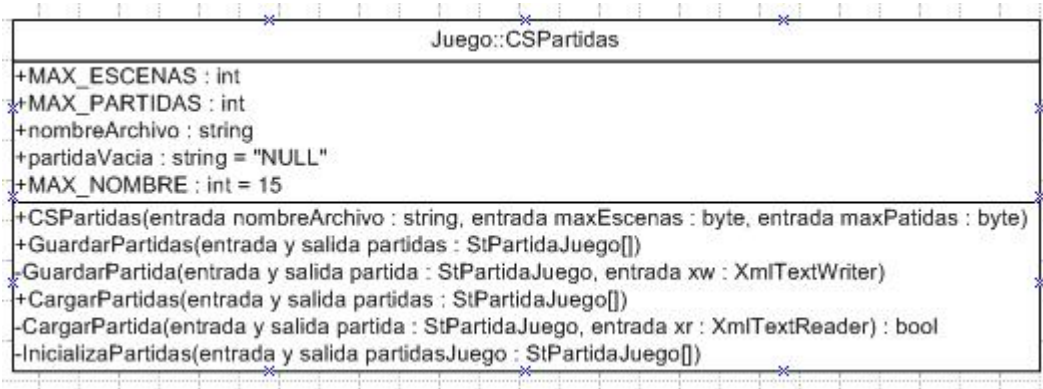 Juego::CSPartidas
+MAX_ESCENAS : int
+MAX_PARTIDAS : int
+nombreArchivo : string
+partidaVacia : string = "NULL"
+MAX_NOMBRE : int = 15
+CSPartidas(entrada nombreArchivo : string, entrada maxEscenas : byte, entrada maxPatidas : byte)
+GuardarPartidas(entrada y salida partidas : StPartidaJuego[])
-GuardarPartida(entrada y salida partida : StPartidaJuego, entrada xw : XmlTextWriter)
+CargarPartidas(entrada y salida partidas : StPartidaJuego[])
-CargarPartida(entrada y salida partida : StPartidaJuego, entrada xr : XmlTextReader) : bool
-InicializaPartidas(entrada y salida partidasJuego : StPartidaJuego[])